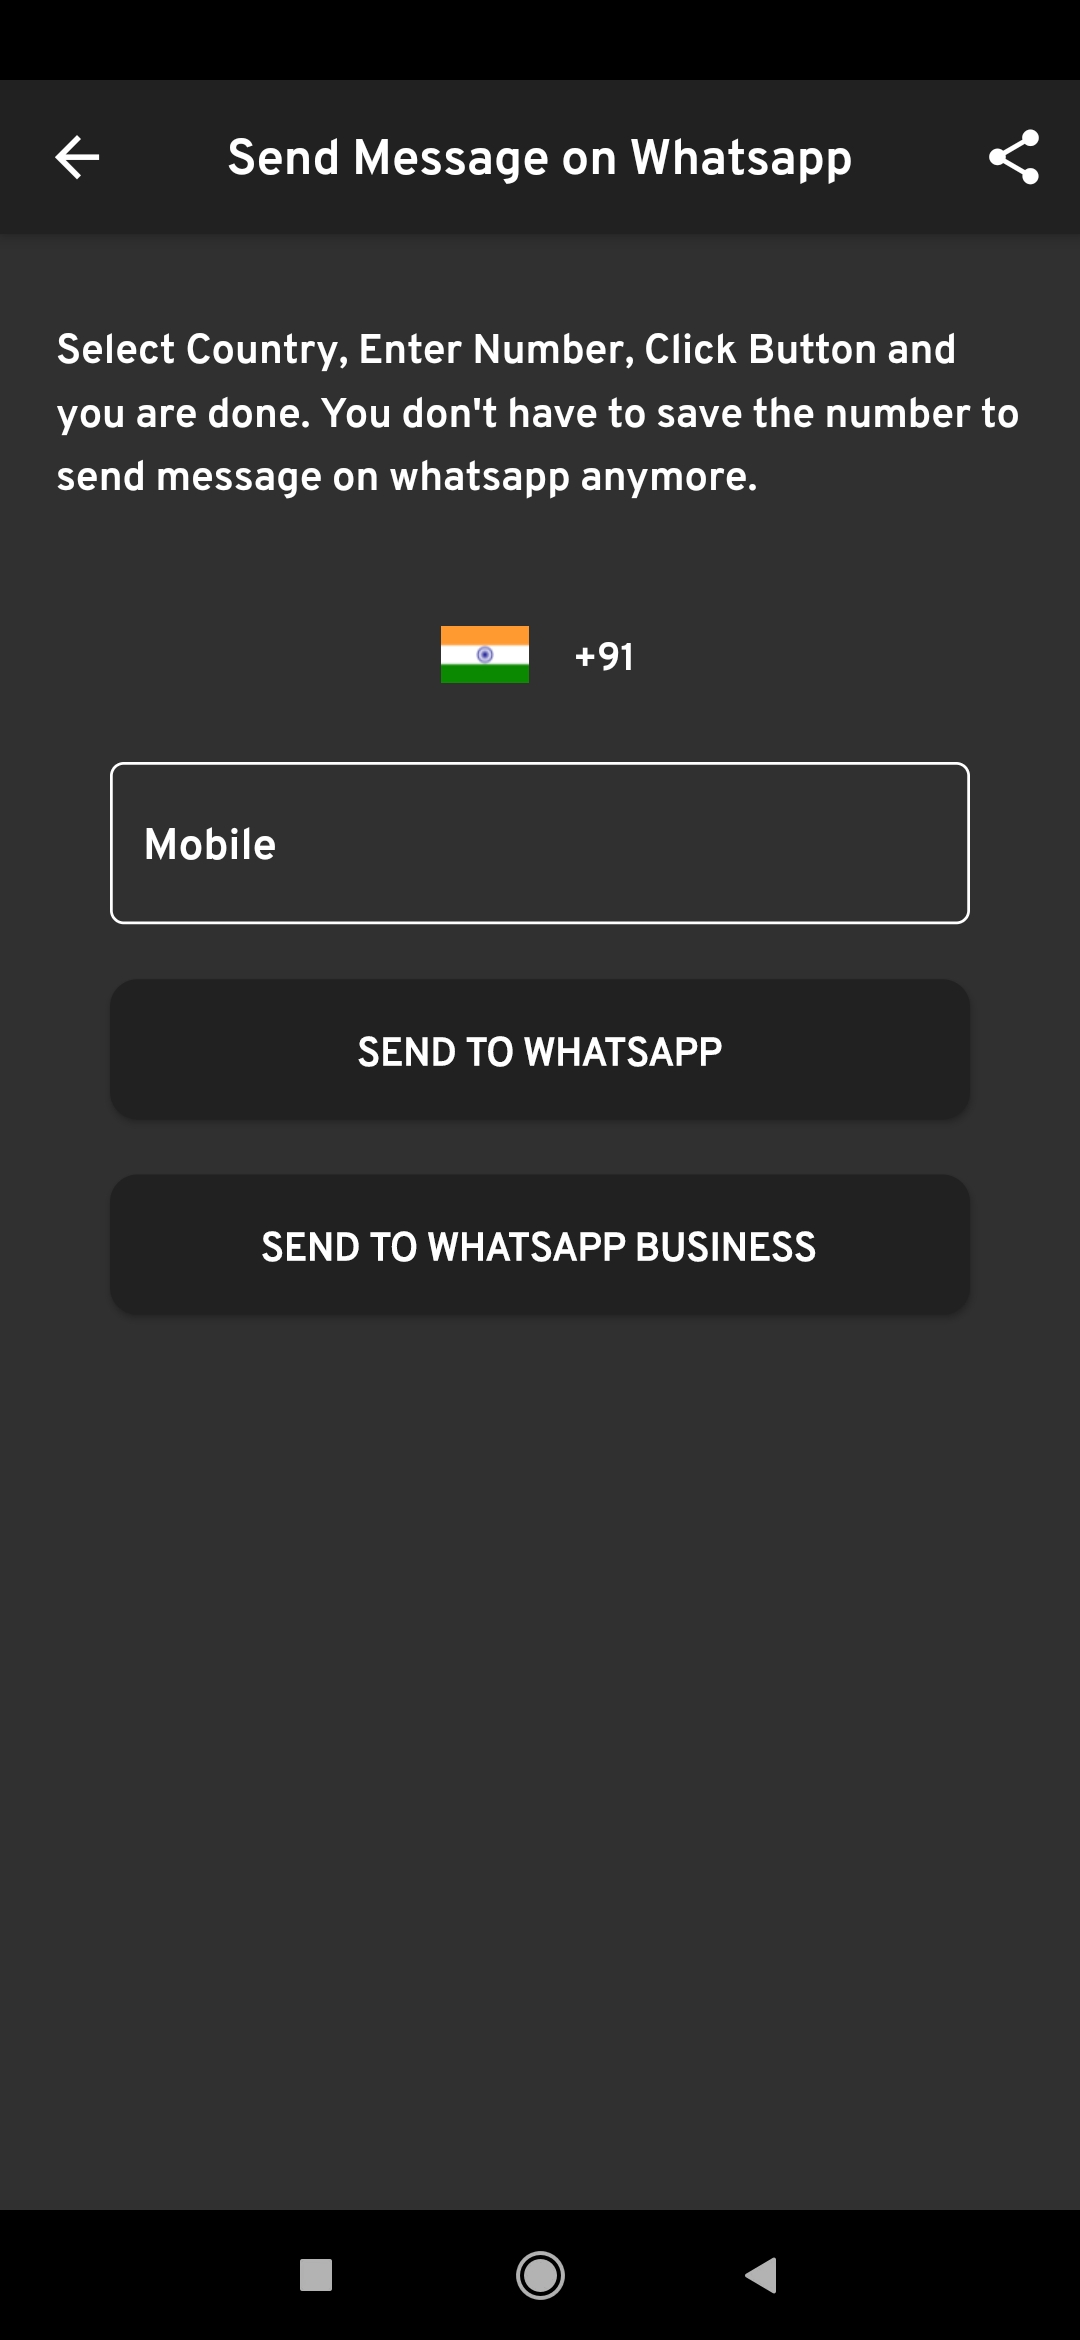 Send Message on Whatsapp
Select Country, Enter Number, Click Button and
you are done. You don't have to save the number to
send message on whatsapp anymore.
+91
Mobile
SEND TO WHATSAPP
SEND TO WHATSAPP BUSINESS